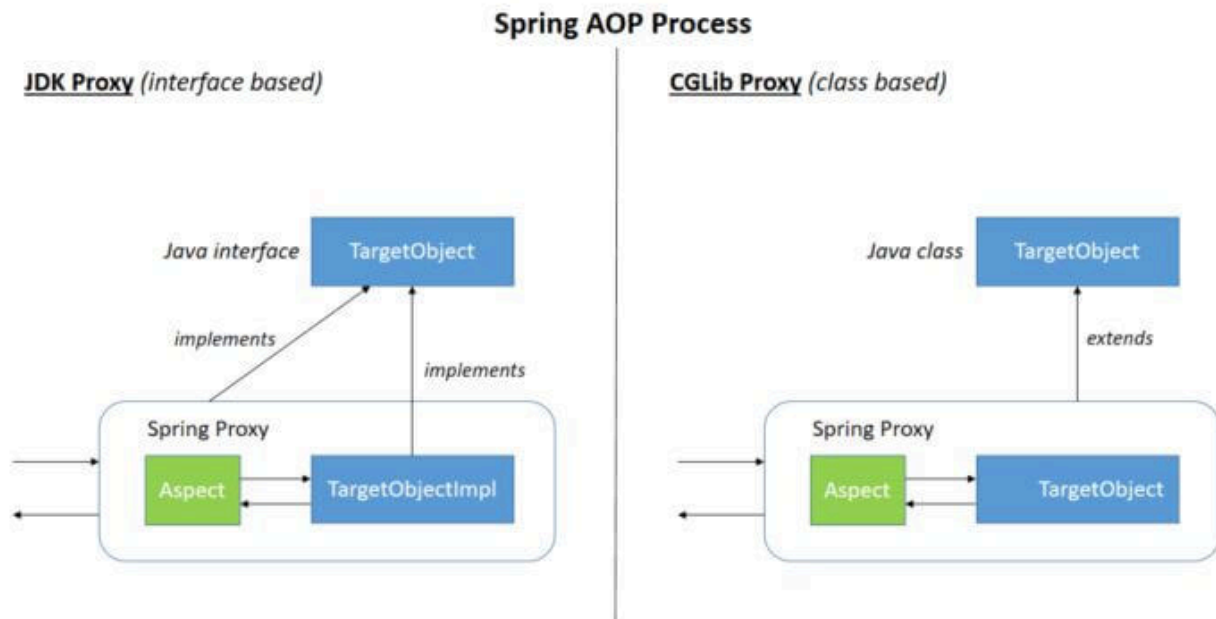 Spring AOP Process
JDK Proxy (interface based)
Java interface
TargetObject
implements
implements
Spring Proxy
Aspect
TargetObjectImpl
CGLib Proxy (class based)
Java class
TargetObject
extends
Spring Proxy
Aspect
TargetObject